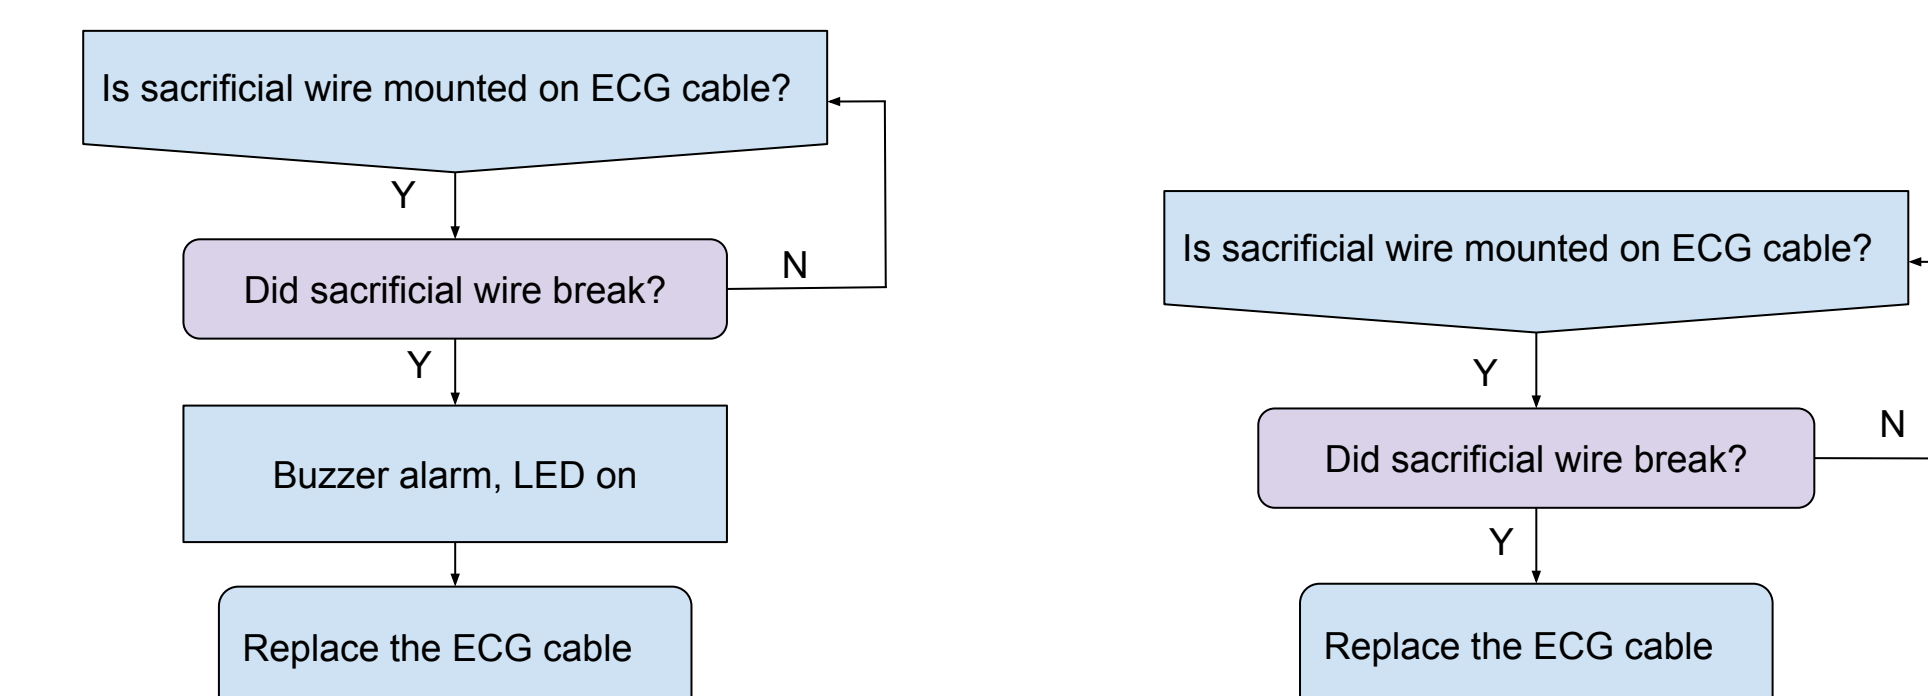 Is sacrificial wire mounted on ECG cable?
Y
Did sacrificial wire break?
N
Y
Buzzer alarm, LED on
Replace the ECG cable
Is sacrificial wire mounted on ECG cable?
Y
Did sacrificial wire break?
N
Y
Replace the ECG cable